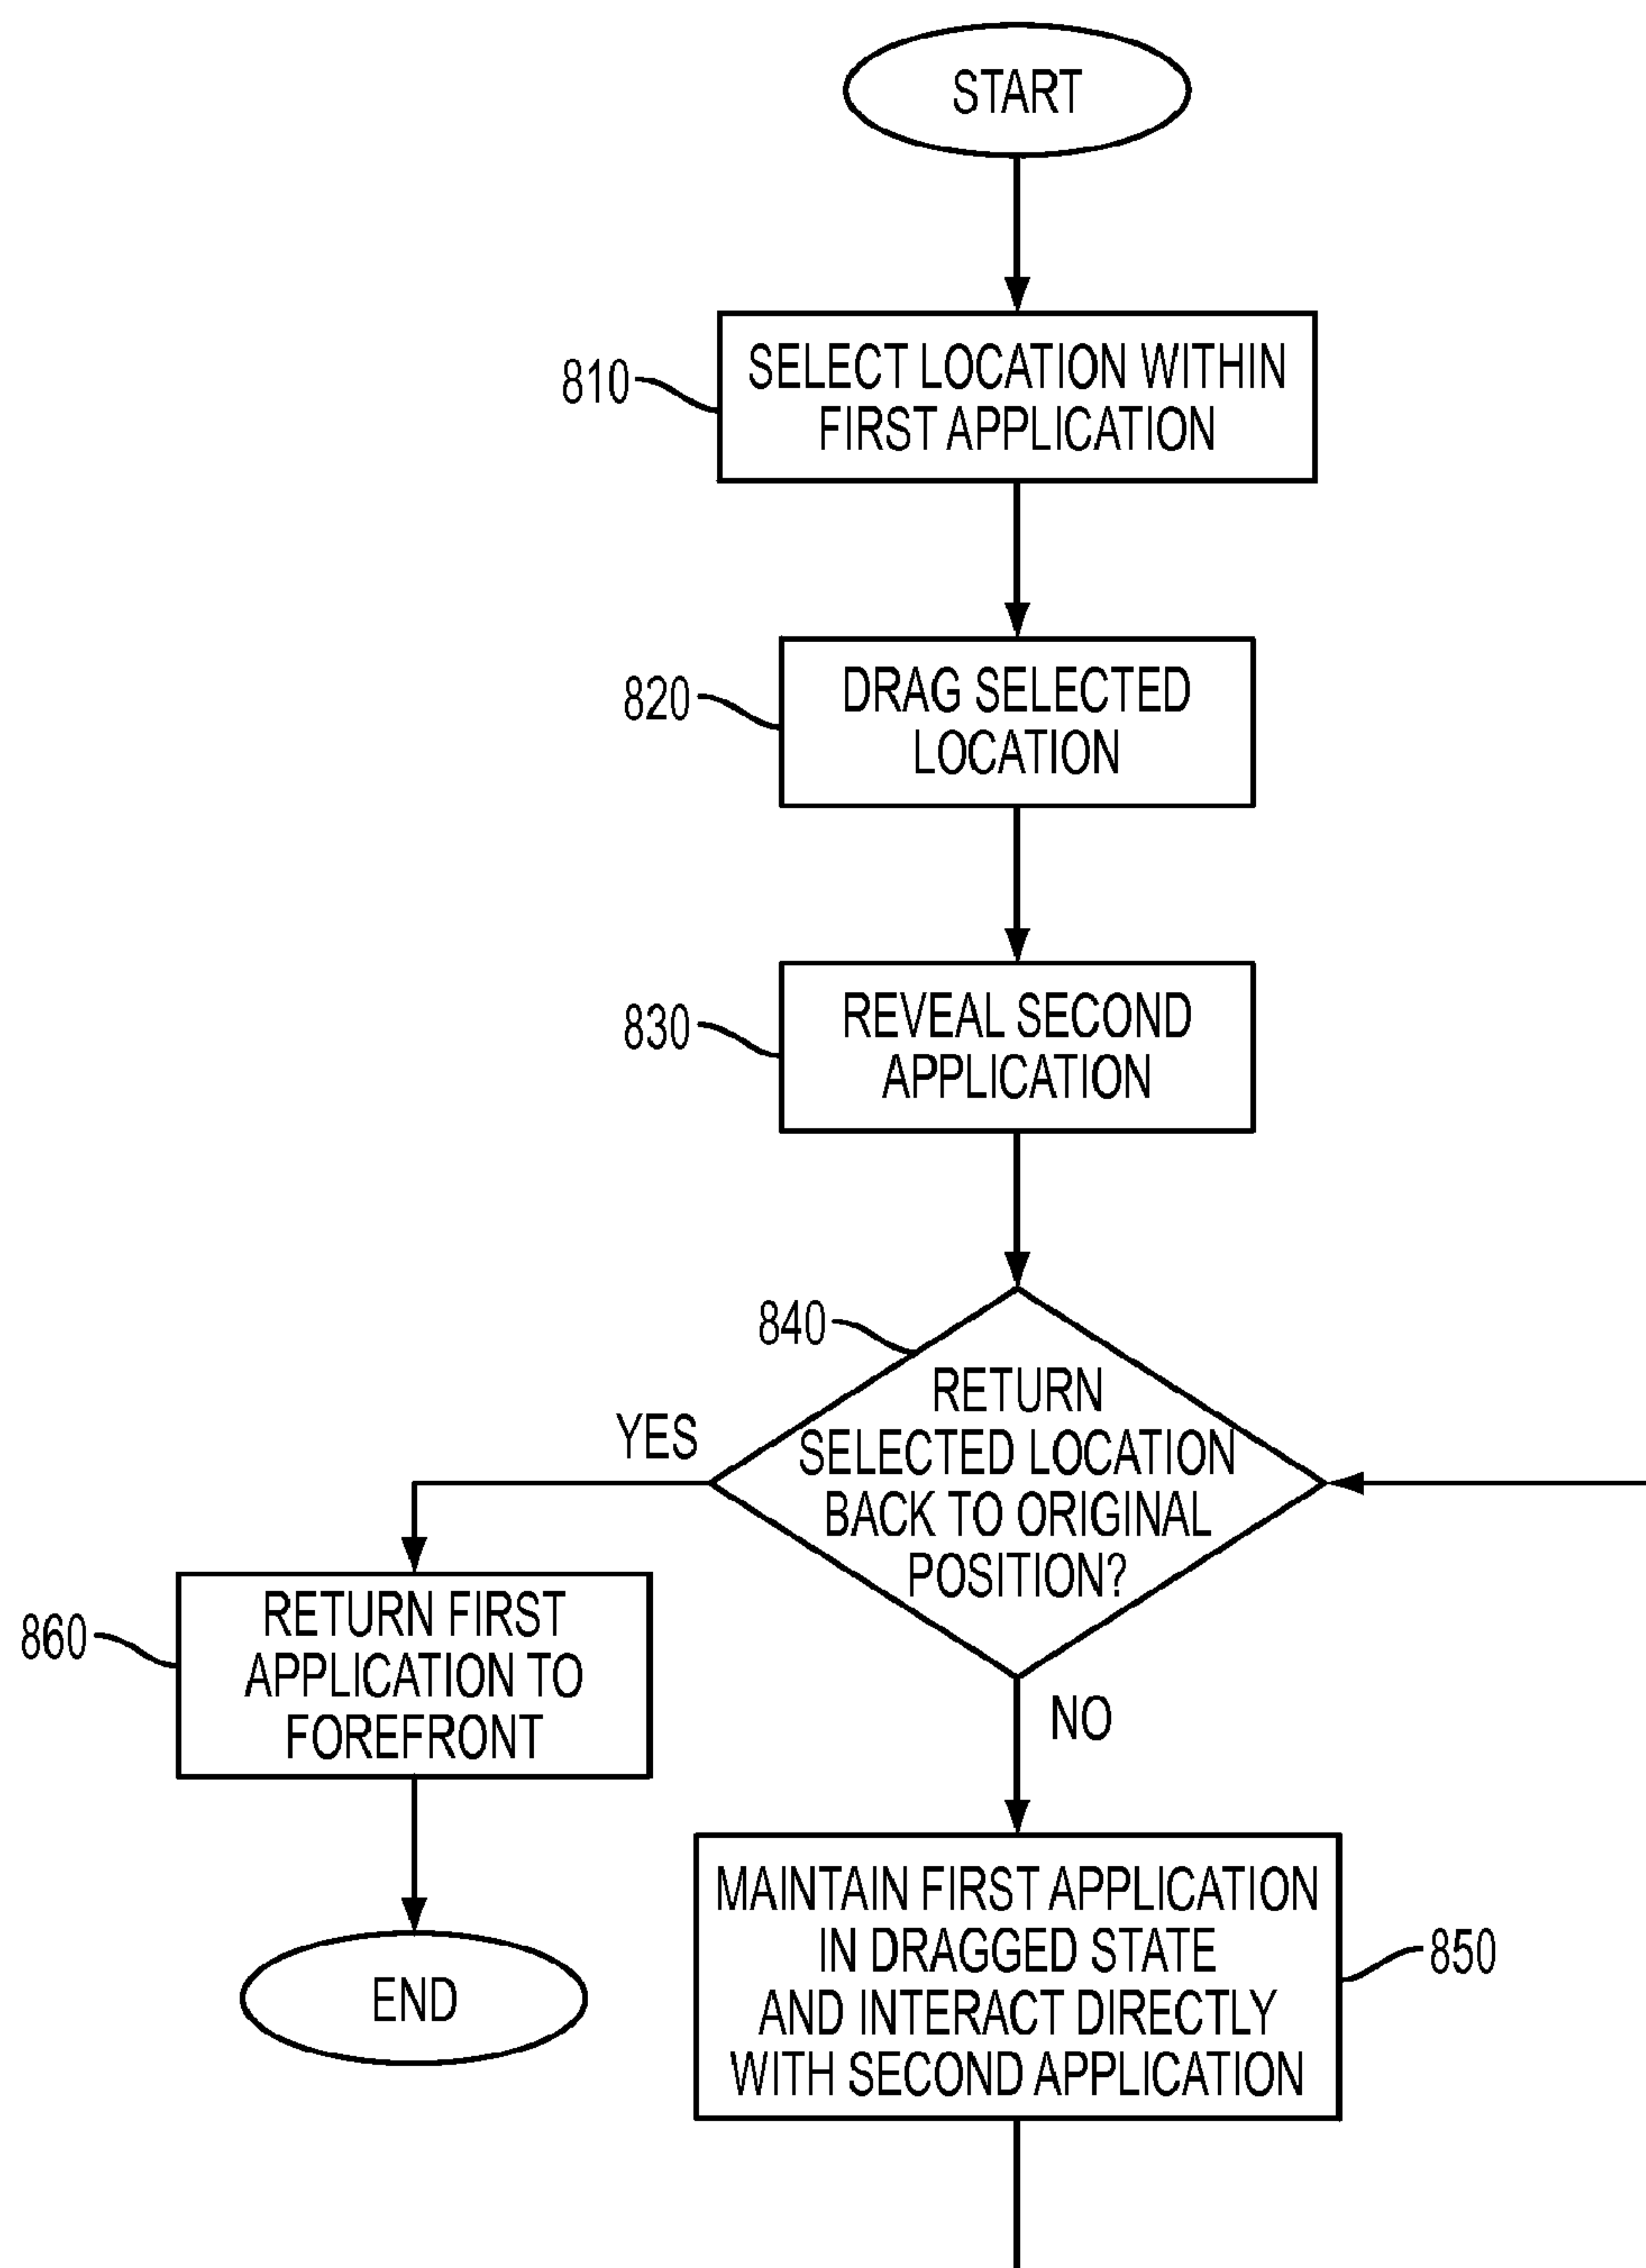 START
810
SELECT LOCATION WITHIN
FIRST APPLICATION
820
DRAG SELECTED
LOCATION
830
REVEAL SECOND
APPLICATION
840
RETURN
SELECTED LOCATION
BACK TO ORIGINAL
POSITION?
YES
860
RETURN FIRST
APPLICATION TO
FOREFRONT
END
NO
MAINTAIN FIRST APPLICATION
IN DRAGGED STATE
AND INTERACT DIRECTLY
WITH SECOND APPLICATION
850